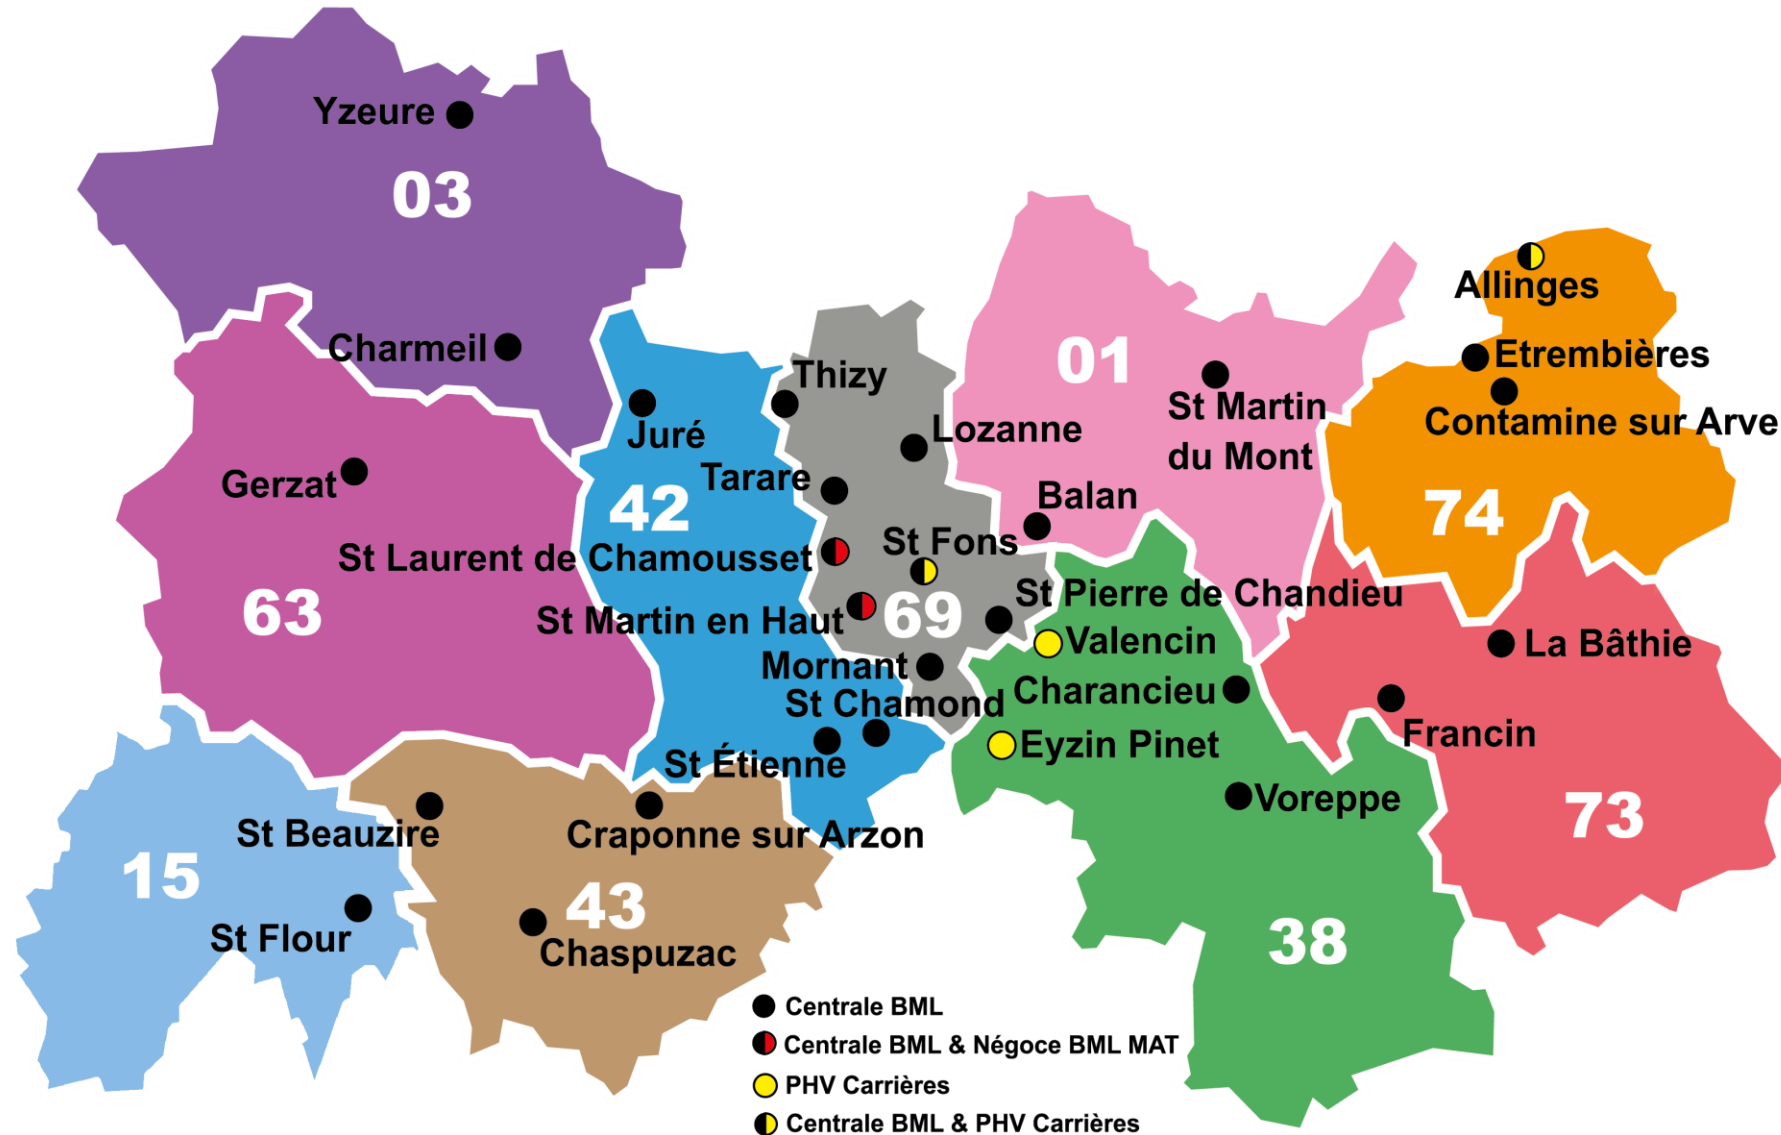 Yzeure
03
Charmeil
Allinges
01
Etrembières
Thizy
St Martin
du Mont
Contamine sur Arve
Juré
Lozanne
Tarare
Gerzat
42
Balan
74
St Fons
St Laurent de Chamousset
63
St Martin en Haut
69
St Pierre de Chandieu
Valencin
La Bâthie
Mornant
Charancieu
St Chamond
Francin
St Étienne
Eyzin Pinet
Voreppe
73
St Beauzire
Craponne sur Arzon
15
43
St Flour
Chaspuzac
38
Centrale BML
Centrale BML & Négoce BML MAT
PHV Carrières
Centrale BML & PHV Carrières